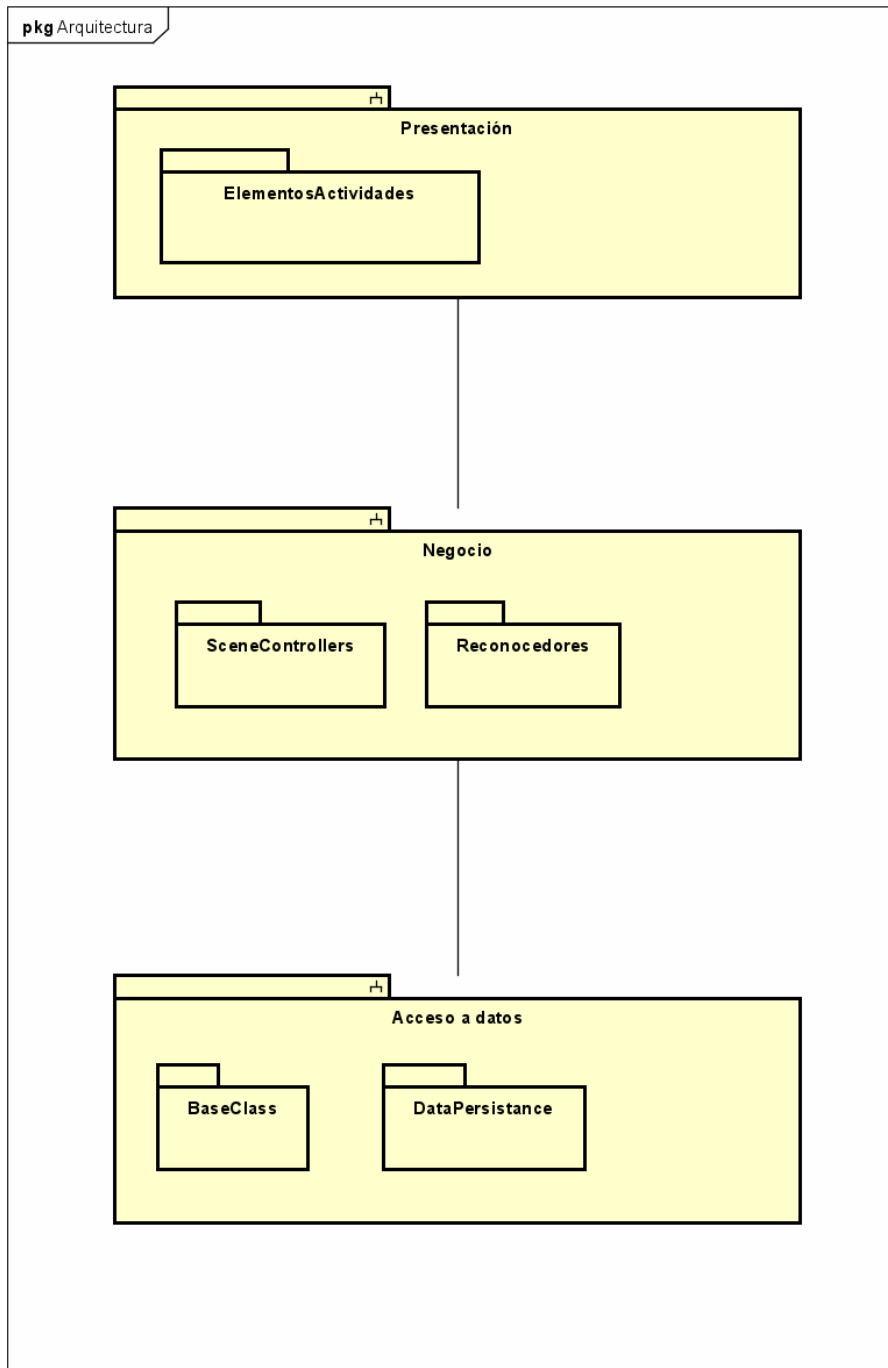 pkg Arquitectura
Presentación
ElementosActividades
Negocio
SceneControllers
Reconocedores
Acceso a datos
BaseClass
DataPersistance